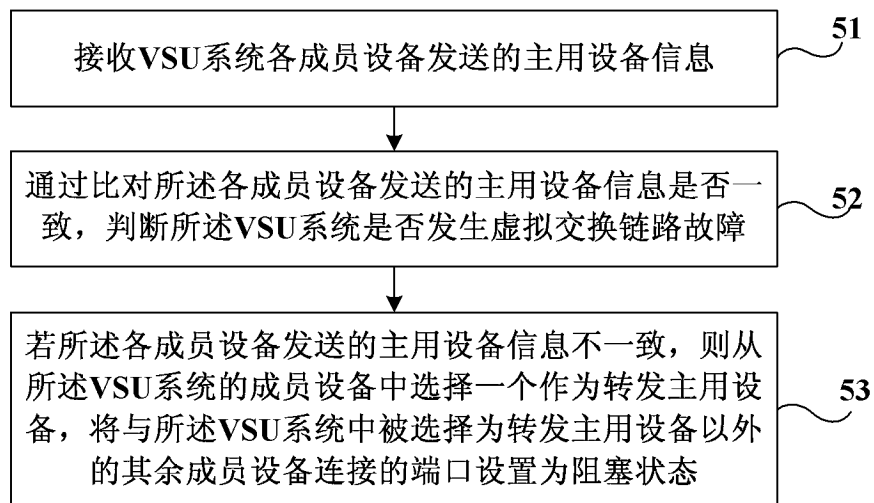 接收VSU系统各成员设备发送的主用设备信息
51
通过比对所述各成员设备发送的主用设备信息是否一
致，判断所述VSU系统是否发生虚拟交换链路故障
52
若所述各成员设备发送的主用设备信息不一致，则从
所述VSU系统的成员设备中选择一个作为转发主用设
备，将与所述VSU系统中被选择为转发主用设备以外
的其余成员设备连接的端口设置为阻塞状态
53